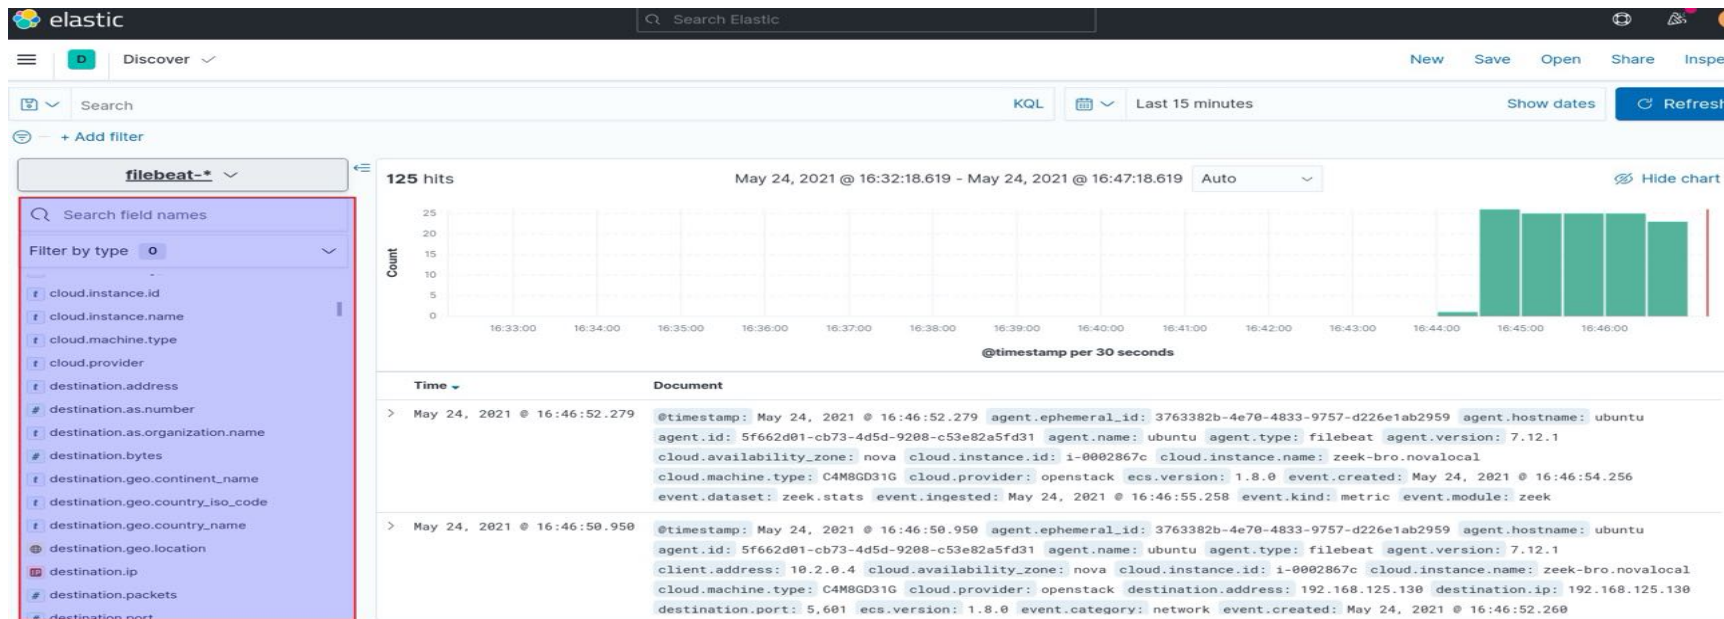 elastic
Search Elastic
D
Discover
New Save Open Share Inspe
Search
KQL
Last 15 minutes
Show dates
Refresh
+ Add filter
filebeat-*
Search field names
Filter by type 0
t cloud.instance.id
t cloud.instance.name
t cloud.machine.type
t cloud.provider
t destination.address
# destination.as.number
t destination.as.organization.name
# destination.bytes
t destination.geo.continent_name
t destination.geo.country_iso_code
t destination.geo.country_name
destination.geo.location
IP destination.ip
# destination.packets
# destination.port
125 hits
May 24, 2021 @ 16:32:18.619 - May 24, 2021 @ 16:47:18.619
Auto
Hide chart
Count
25
20
15
10
5
0
16:33:00 16:34:00 16:35:00 16:36:00 16:37:00 16:38:00 16:39:00 16:40:00 16:41:00 16:42:00 16:43:00 16:44:00 16:45:00 16:46:00
@timestamp per 30 seconds
Time Document
May 24, 2021 @ 16:46:52.279
@timestamp: May 24, 2021 @ 16:46:52.279 agent.ephemeral_id: 3763382b-4e70-4833-9757-d226e1ab2959 agent.hostname: ubuntu
agent.id: 5f662d01-cb73-4d5d-9208-c53e82a5fd31 agent.name: ubuntu agent.type: filebeat agent.version: 7.12.1
cloud.availability_zone: nova cloud.instance.id: i-0002867c cloud.instance.name: zeek-bro.novalocal
cloud.machine.type: C4M8GD31G cloud.provider: openstack ecs.version: 1.8.0 event.created: May 24, 2021 @ 16:46:54.256
event.dataset: zeek.stats event.ingested: May 24, 2021 @ 16:46:55.258 event.kind: metric event.module: zeek
May 24, 2021 @ 16:46:50.950
@timestamp: May 24, 2021 @ 16:46:50.950 agent.ephemeral_id: 3763382b-4e70-4833-9757-d226e1ab2959 agent.hostname: ubuntu
agent.id: 5f662d01-cb73-4d5d-9208-c53e82a5fd31 agent.name: ubuntu agent.type: filebeat agent.version: 7.12.1
client.address: 10.2.0.4 cloud.availability_zone: nova cloud.instance.id: i-0002867c cloud.instance.name: zeek-bro.novalocal
cloud.machine.type: C4M8GD31G cloud.provider: openstack destination.address: 192.168.125.130 destination.ip: 192.168.125.130
destination.port: 5,601 ecs.version: 1.8.0 event.category: network event.created: May 24, 2021 @ 16:46:52.260